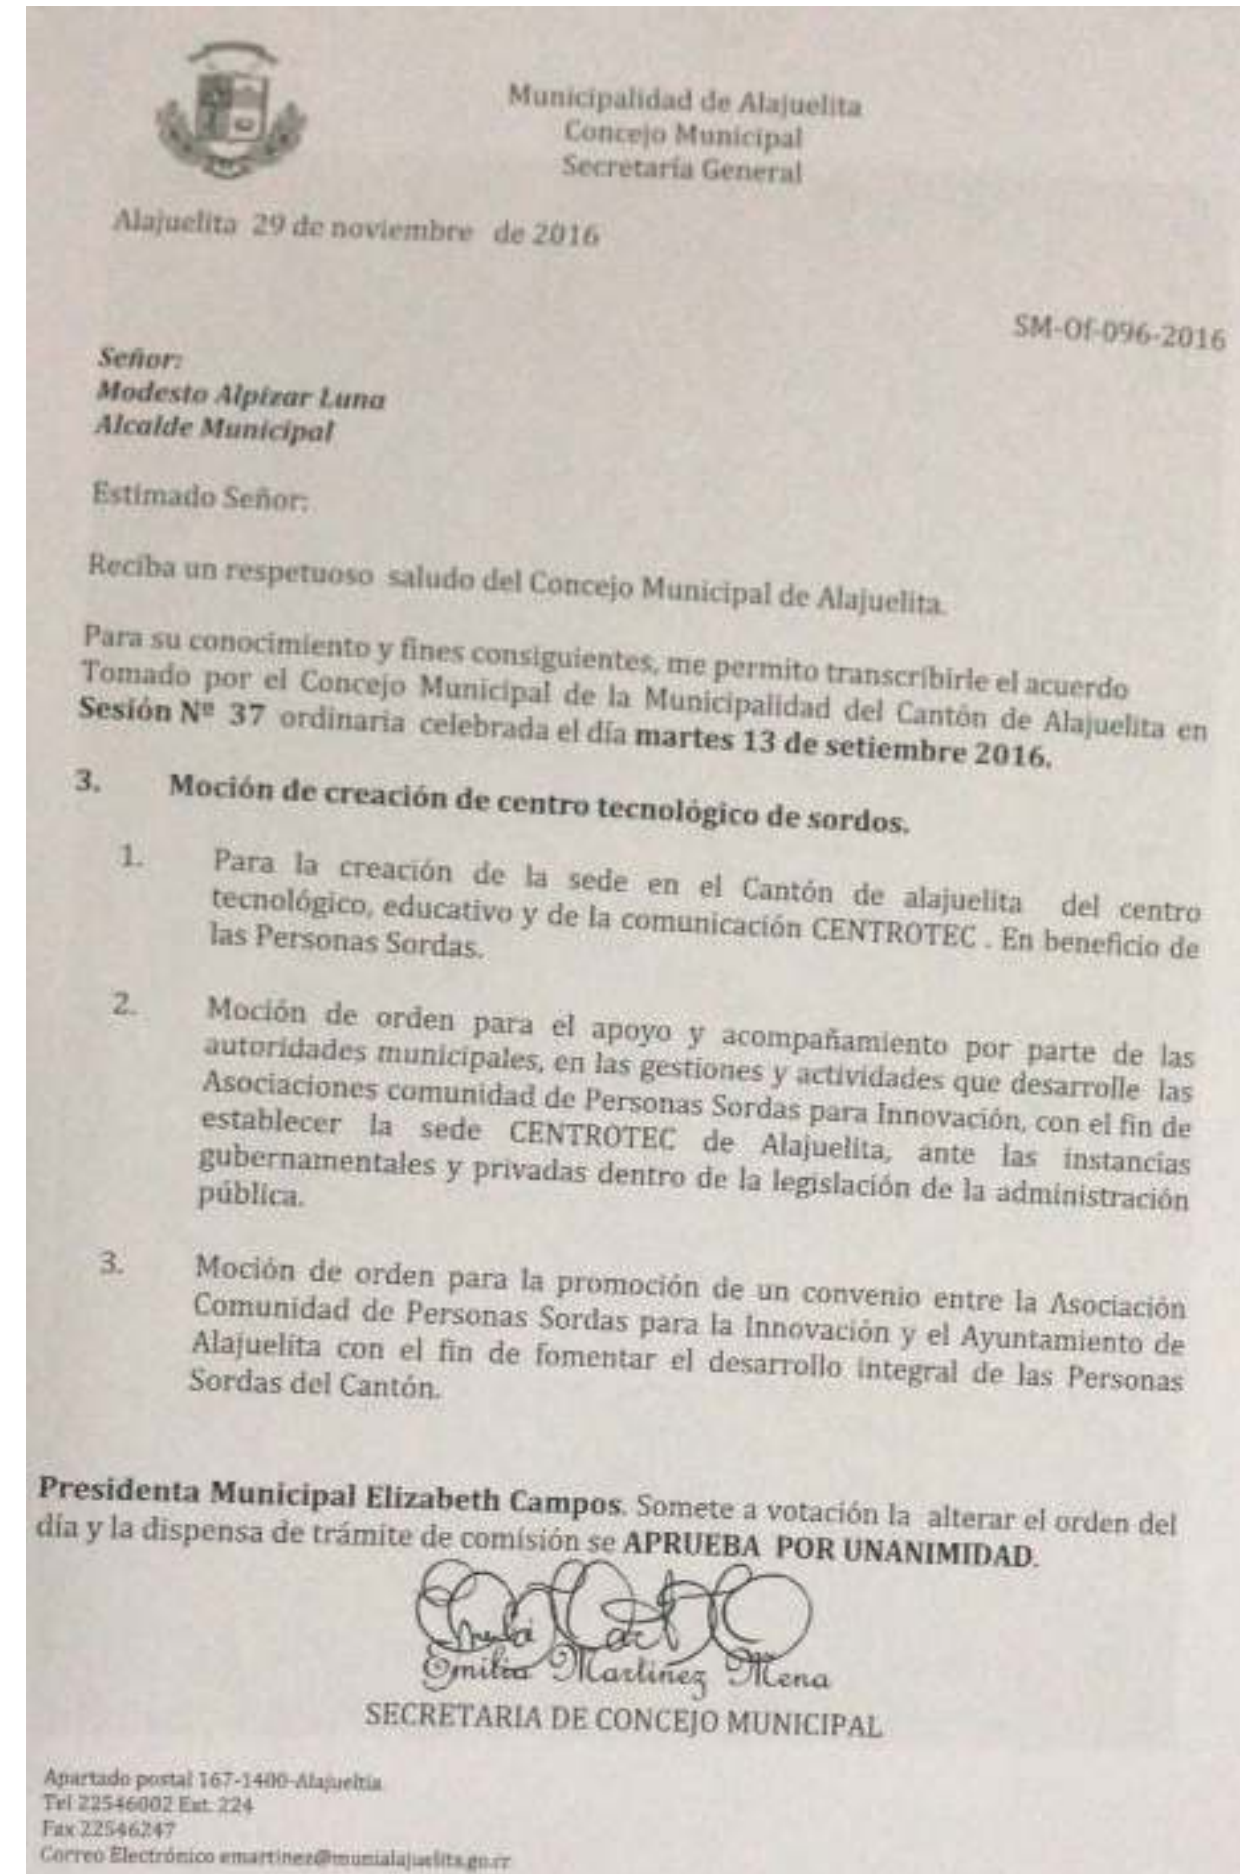 Municipalidad de Alajuelita
Concejo Municipal
Secretaría General
Alajuelita 29 de noviembre de 2016
SM-Of-096-2016
Señor:
Modesto Alpízar Luna
Alcalde Municipal
Estimado Señor:
Reciba un respetuoso saludo del Concejo Municipal de Alajuelita.
Para su conocimiento y fines consiguientes, me permito transcribirle el acuerdo
Tomado por el Concejo Municipal de la Municipalidad del Cantón de Alajuelita en
Sesión Nº 37 ordinaria celebrada el día martes 13 de setiembre 2016.
3. Moción de creación de centro tecnológico de sordos.
1. Para la creación de la sede en el Cantón de alajuelita del centro
tecnológico, educativo y de la comunicación CENTROTEC . En beneficio de
las Personas Sordas.
2. Moción de orden para el apoyo y acompañamiento por parte de las
autoridades municipales, en las gestiones y actividades que desarrolle las
Asociaciones comunidad de Personas Sordas para Innovación, con el fin de
establecer la sede CENTROTEC de Alajuelita, ante las instancias
gubernamentales y privadas dentro de la legislación de la administración
pública.
3. Moción de orden para la promoción de un convenio entre la Asociación
Comunidad de Personas Sordas para la Innovación y el Ayuntamiento de
Alajuelita con el fin de fomentar el desarrollo integral de las Personas
Sordas del Cantón.
Presidenta Municipal Elizabeth Campos. Somete a votación la alterar el orden del
día y la dispensa de trámite de comisión se APRUEBA POR UNANIMIDAD.
Emilia Martinez Mena
SECRETARIA DE CONCEJO MUNICIPAL
Apartado postal 167-1400-Alajueltia
Tel 22546002 Ext. 224
Fax 22546247
Correo Electrónico emartinez@munialajuelita.go.cr